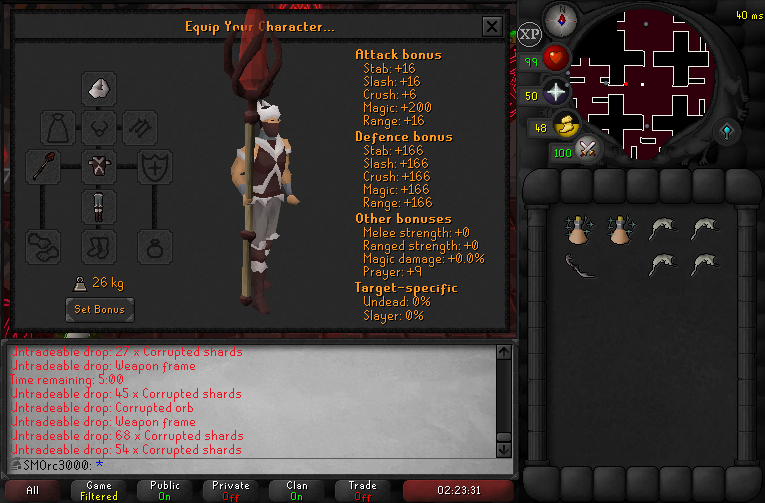 Equip Your Character...
40 ms
XP
99
50
48
100
Attack bonus
Stab: +16
Slash: +16
Crush: +6
Magic: +200
Range: +16
Defence bonus
Stab: +166
Slash: +166
Crush: +166
Magic: +166
Range: +166
Other bonuses
Melee strength: +0
Ranged strength: +0
Magic damage: +0.0%
Prayer: +9
Target-specific
Undead: 0%
Slayer: 0%
26 kg
Set Bonus
Untradeable drop: 27 x Corrupted shards
Untradeable drop: Weapon frame
Time remaining: 5:00
Untradeable drop: 45 x Corrupted shards
Untradeable drop: Corrupted orb
Untradeable drop: Weapon frame
Untradeable drop: 68 x Corrupted shards
Untradeable drop: 54 x Corrupted shards
SMOrc3000: *
All
Game
Filtered
Public
On
Private
Off
Clan
On
Trade
Off
02:23:31